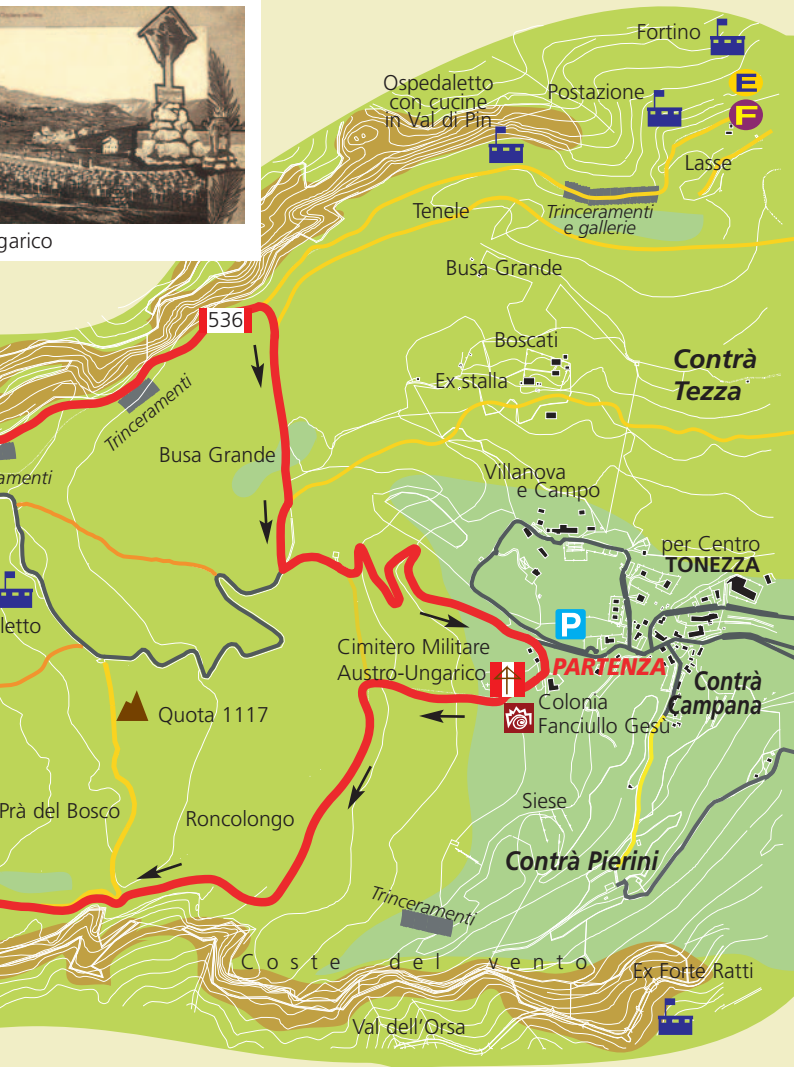 garico
Fortino
E
F
Ospedaletto
con cucine
in Val di Pin
Postazione
Lasse
Tenele
Trinceramenti
e gallerie
Busa Grande
536
Boscati
Contrà
Tezza
Ex stalla
Trinceramenti
Busa Grande
amenti
Villanova
e Campo
per Centro
TONEZZA
P
letto
Cimitero Militare
Austro-Ungarico
PARTENZA
Contrà
Campana
Colonia
Fanciullo Gesù
Quota 1117
Prà del Bosco
Roncolongo
Siese
Contrà Pierini
Trinceramenti
Coste del vento
Ex Forte Ratti
Val dell'Orsa